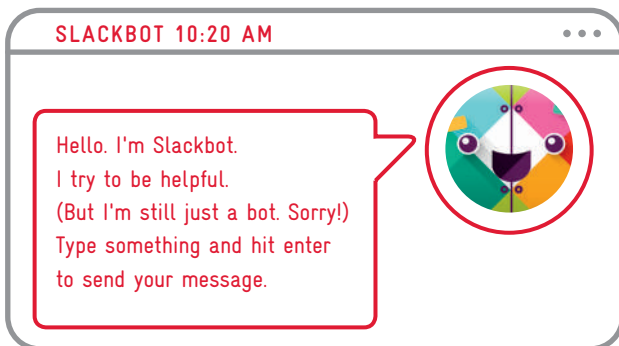 SLACKBOT 10:20 AM
Hello. I'm Slackbot.
I try to be helpful.
(But I'm still just a bot. Sorry!)
Type something and hit enter
to send your message.